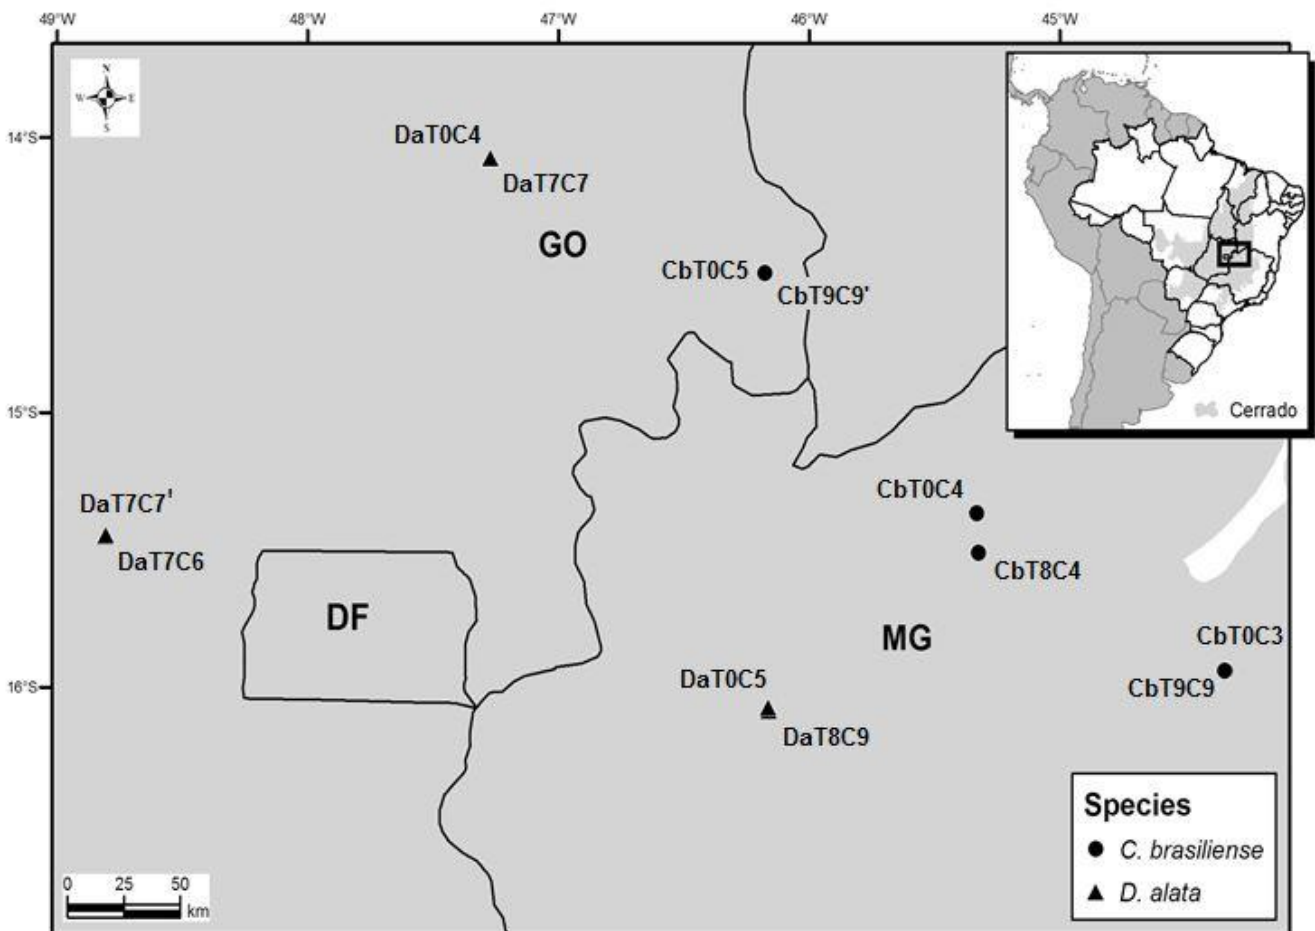 49°W 48°W 47°W 46°W 45°W
N
W E
S
14°S
15°S
16°S
DaT0C4
DaT7C7
GO
CbT0C5
CbT9C9'
Cerrado
DaT7C7'
DaT7C6
DF
CbT0C4
CbT8C4
MG
CbT0C3
CbT9C9
DaT0C5
DaT8C9
Species
C. brasiliense
D. alata
0 25 50
km